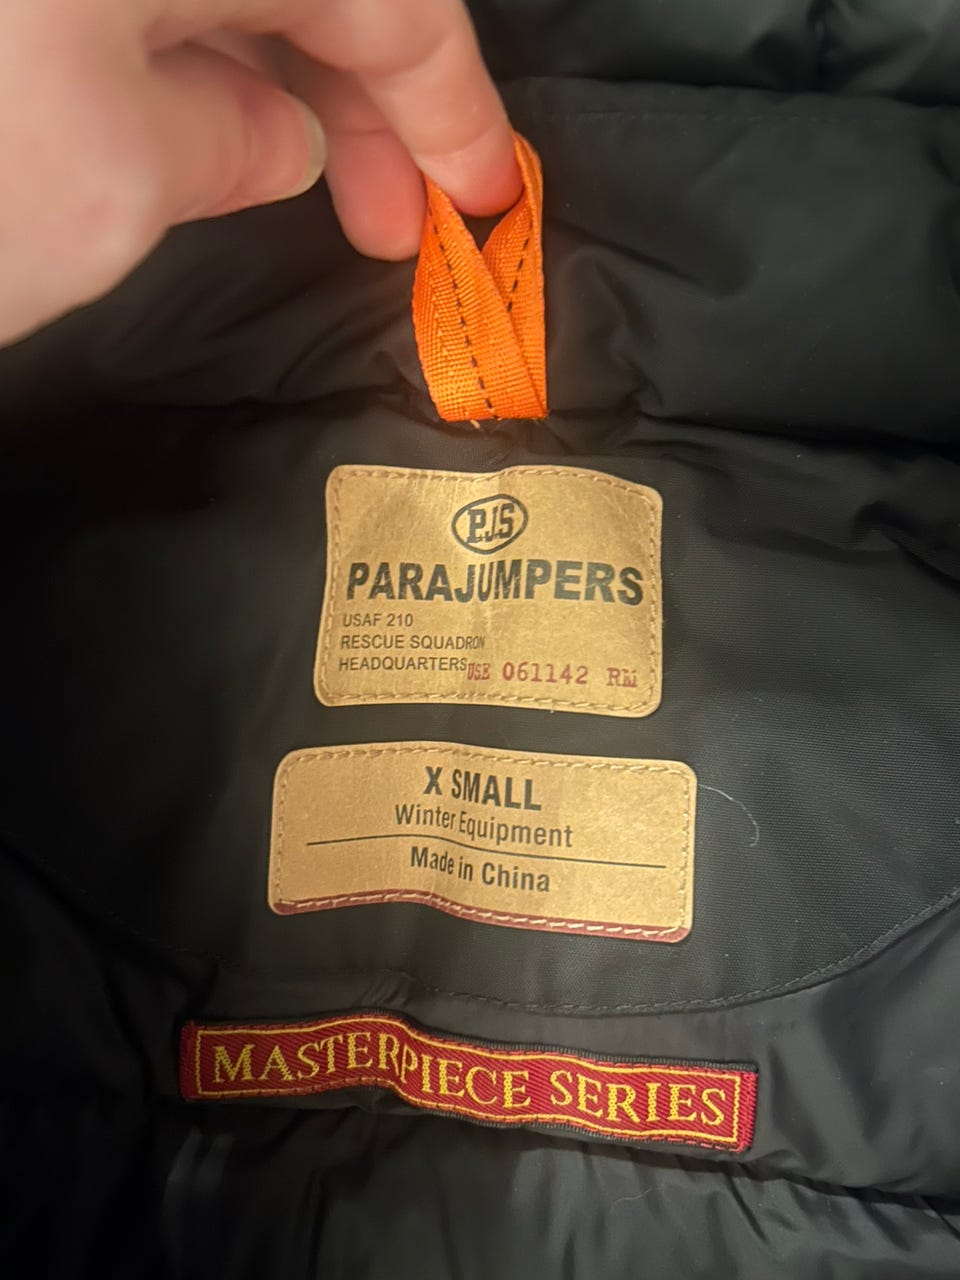 PJS
PARAJUMPERS
USAF 210
RESCUE SQUADRON
HEADQUARTERS USE 061142 RM
X SMALL
Winter Equipment
Made in China
MASTERPIECE SERIES